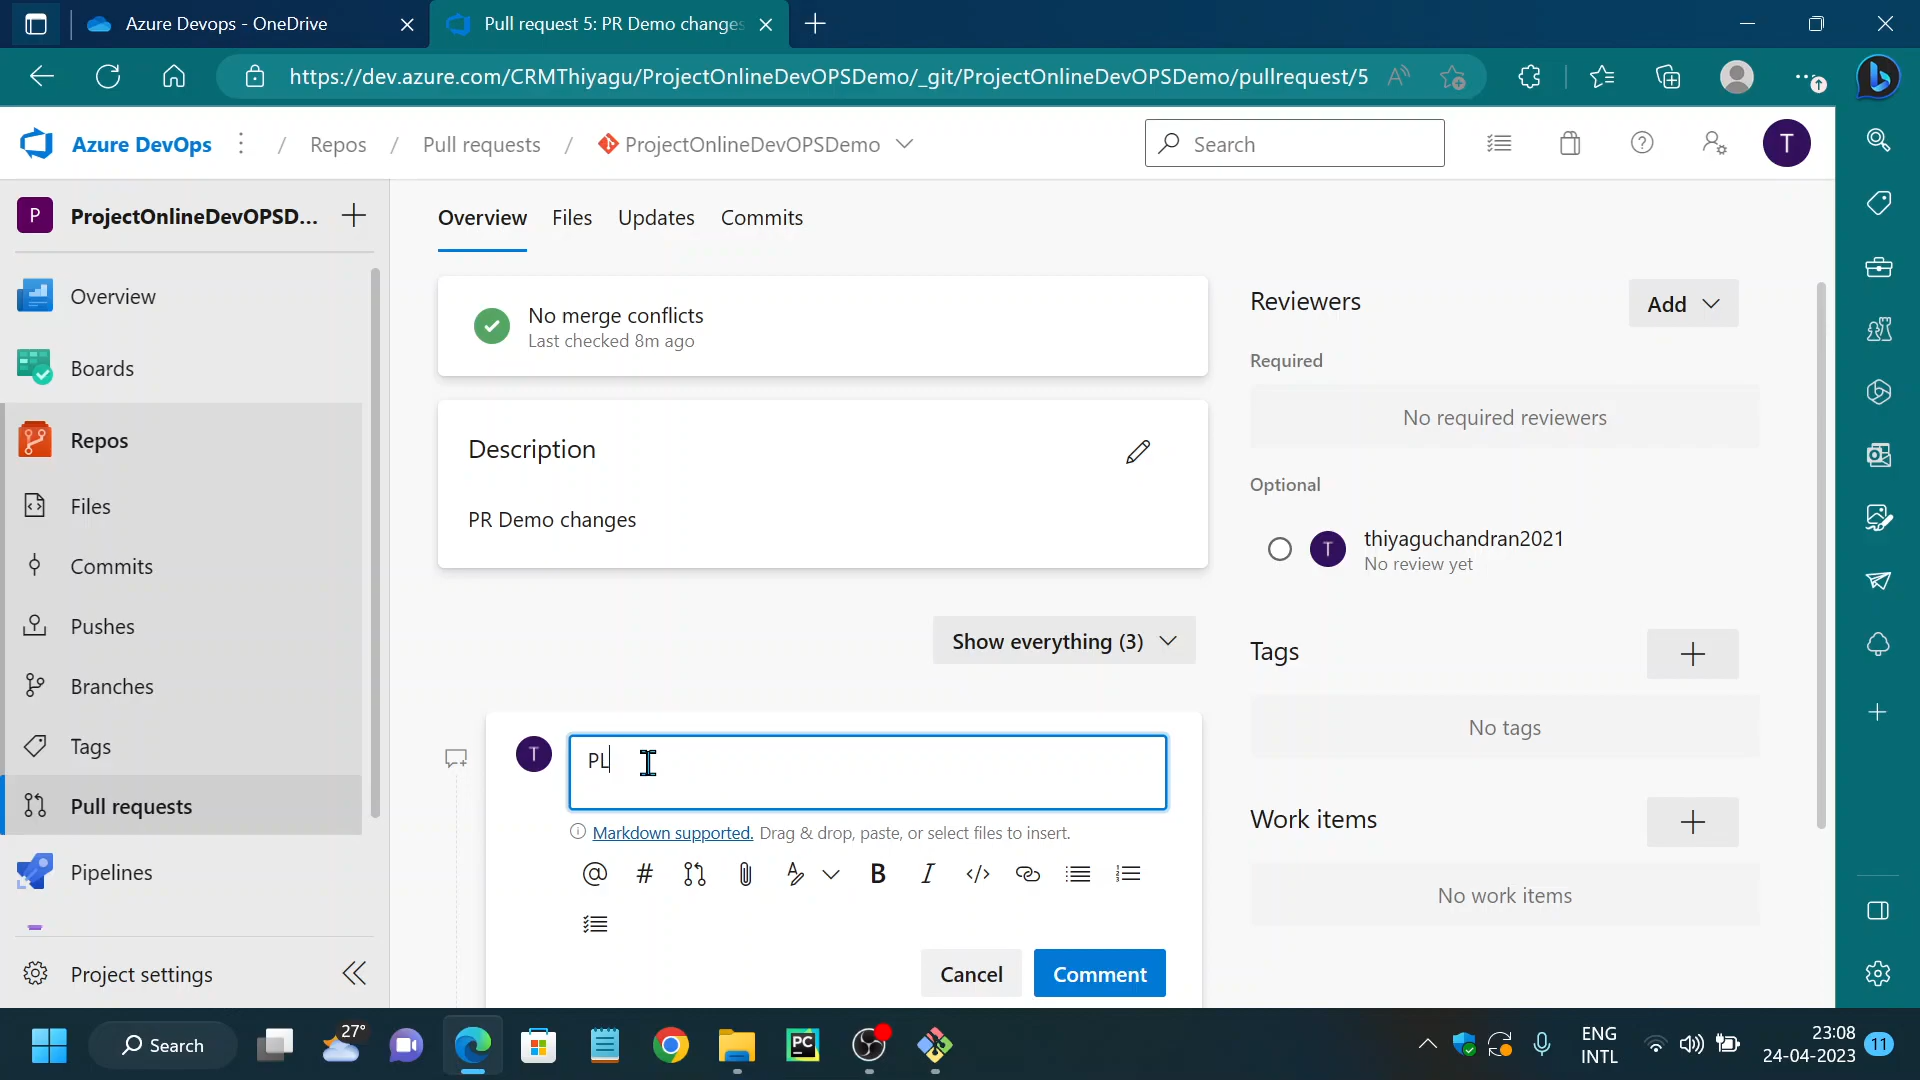 Azure Devops - OneDrive
Pull request 5: PR Demo changes
https://dev.azure.com/CRMThiyagu/ProjectOnlineDevOPSDemo/_git/ProjectOnlineDevOPSDemo/pullrequest/5
Azure DevOps / Repos / Pull requests / ProjectOnlineDevOPSDemo
Search
T
P ProjectOnlineDevOPSD...
Overview
Boards
Repos
Files
Commits
Pushes
Branches
Tags
Pull requests
Pipelines
Project settings
Overview Files Updates Commits
No merge conflicts
Last checked 8m ago
Description
PR Demo changes
Show everything (3)
T
PL
Markdown supported. Drag & drop, paste, or select files to insert.
Cancel Comment
Reviewers
Add
Required
No required reviewers
Optional
T thiyaguchandran2021
No review yet
Tags
No tags
Work items
No work items
27°
Search
PC
ENG
INTL
23:08
24-04-2023
11